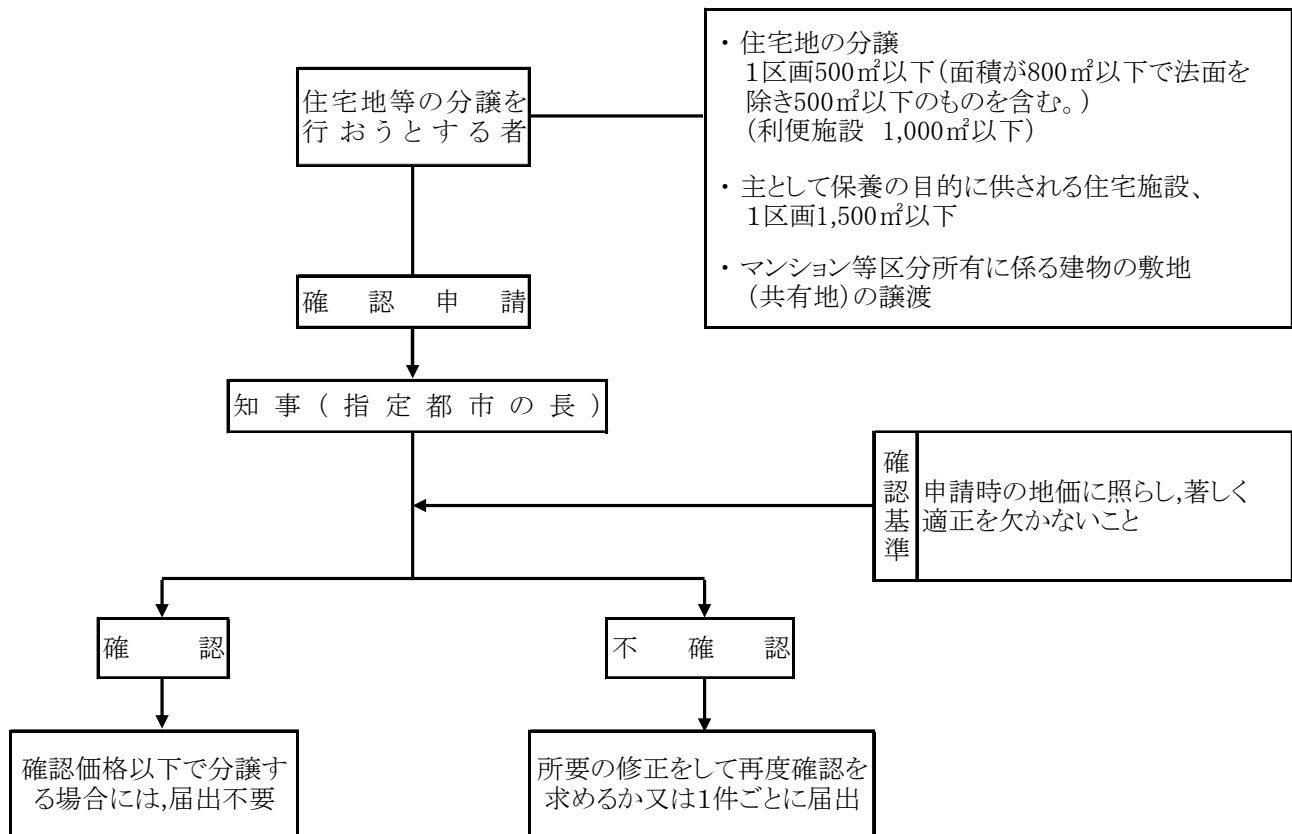 住宅地等の分譲を
行おうとする者
・ 住宅地の分譲
1区画500㎡以下(面積が800㎡以下で法面を
除き500㎡以下のものを含む。)
(利便施設 1,000㎡以下)
・ 主として保養の目的に供される住宅施設、
1区画1,500㎡以下
・ マンション等区分所有に係る建物の敷地
(共有地)の譲渡
確認申請
知事(指定都市の長)
確認基準
申請時の地価に照らし,著しく
適正を欠かないこと
確認
不確認
確認価格以下で分譲す
る場合には,届出不要
所要の修正をして再度確認を
求めるか又は1件ごとに届出